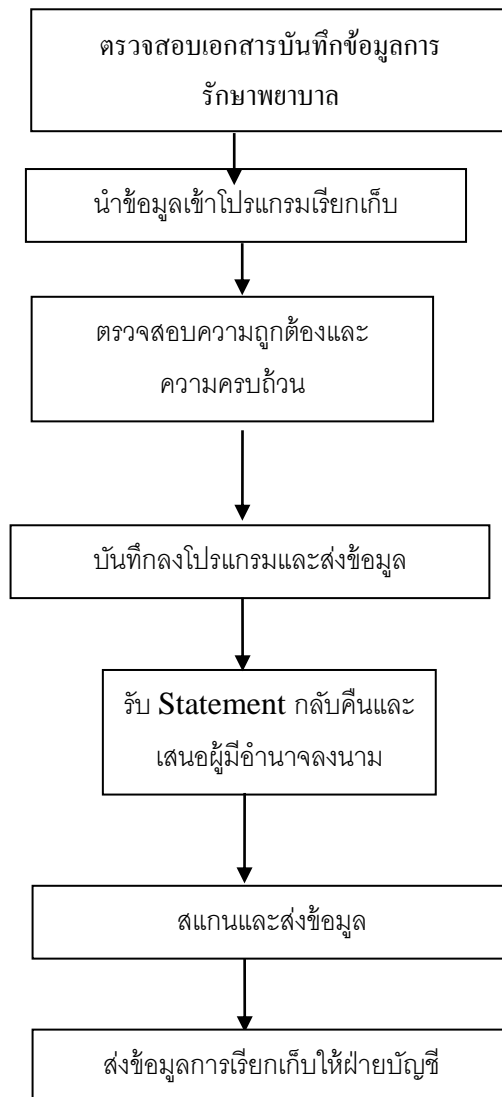 ตรวจสอบเอกสารบันทึกข้อมูลการ
รักษาพยาบาล
นำข้อมูลเข้าโปรแกรมเรียกเก็บ
ตรวจสอบความถูกต้องและ
ความครบถ้วน
บันทึกลงโปรแกรมและส่งข้อมูล
รับ Statement กลับคืนและ
เสนอผู้มีอำนาจลงนาม
สแกนและส่งข้อมูล
ส่งข้อมูลการเรียกเก็บให้ฝ่ายบัญชี